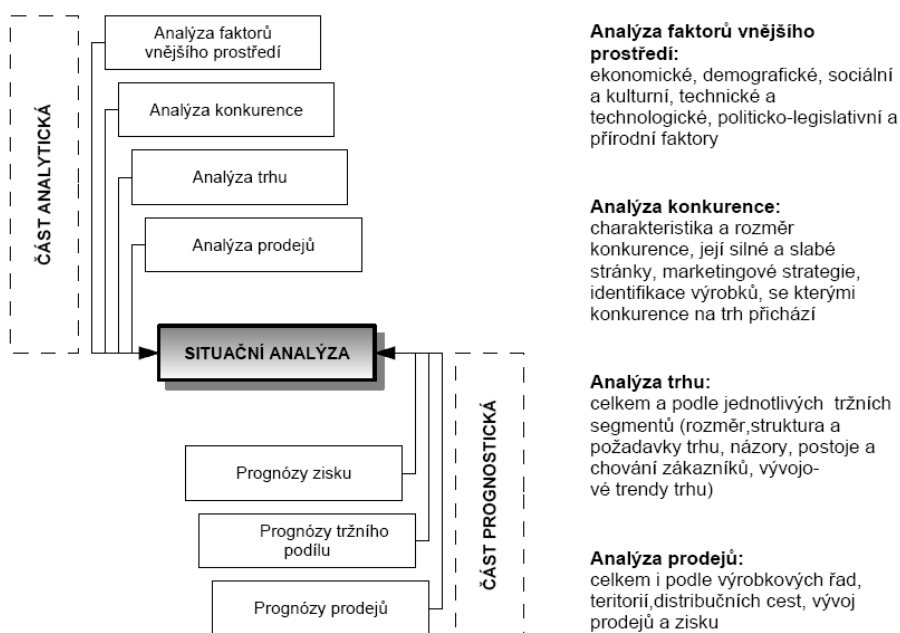 Analýza faktorů
vnějšího prostředí
Analýza konkurence
Analýza trhu
Analýza prodejů
ČÁST ANALYTICKÁ
SITUAČNÍ ANALÝZA
Prognózy zisku
Prognózy tržního
podílu
Prognózy prodejů
ČÁST PROGNOSTICKÁ
Analýza faktorů vnějšího
prostředí:
ekonomické, demografické, sociální
a kulturní, technické a
technologické, politicko-legislativní a
přírodní faktory
Analýza konkurence:
charakteristika a rozměr
konkurence, její silné a slabé
stránky, marketingové strategie,
identifikace výrobků, se kterými
konkurence na trh přichází
Analýza trhu:
celkem a podle jednotlivých tržních
segmentů (rozměr,struktura a
požadavky trhu, názory, postoje a
chování zákazníků, vývojo-
vé trendy trhu)
Analýza prodejů:
celkem i podle výrobkových řad,
teritorií,distribučních cest, vývoj
prodejů a zisku